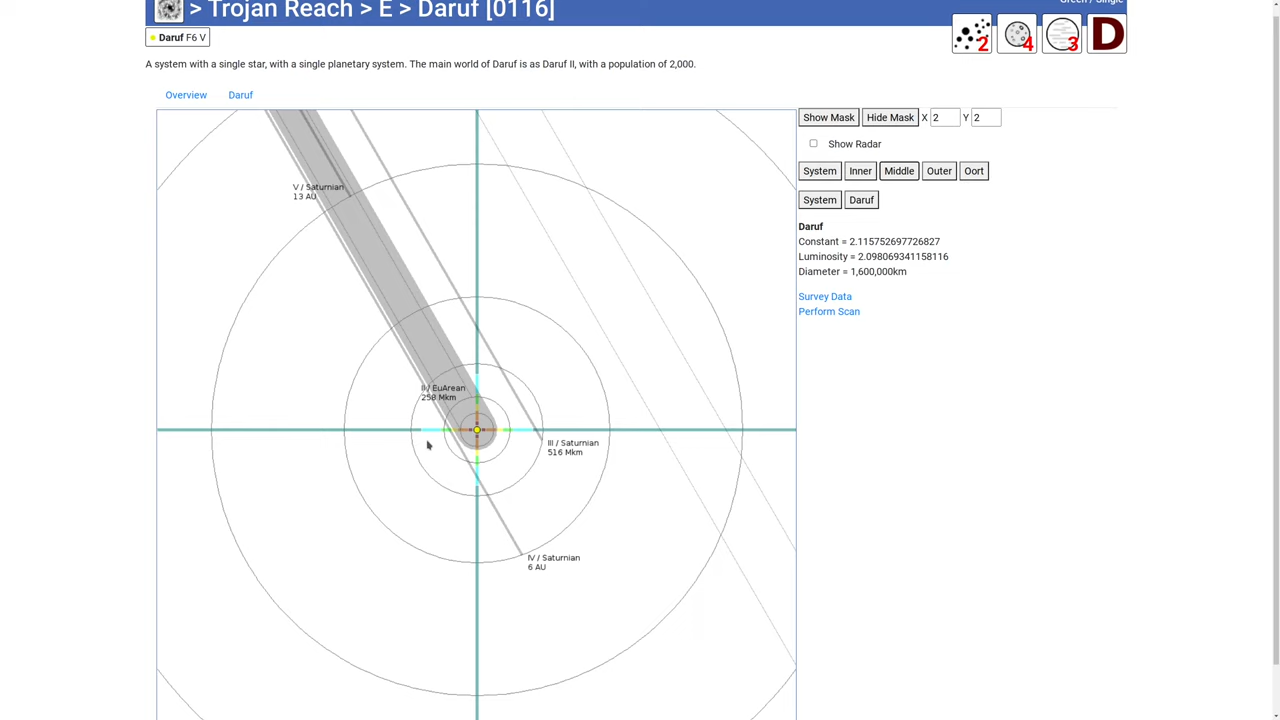 Green / Single
> Trojan Reach > E > Daruf [0116]
Daruf F6 V
2
4
3
D
A system with a single star, with a single planetary system. The main world of Daruf is as Daruf II, with a population of 2,000.
Overview
Daruf
Show Mask
Hide Mask
X 2
Y 2
Show Radar
System
Inner
Middle
Outer
Oort
System
Daruf
Daruf
Constant = 2.115752697726827
Luminosity = 2.098069341158116
Diameter = 1,600,000km
Survey Data
Perform Scan
V / Saturnian
13 AU
II / EuArean
258 Mkm
III / Saturnian
516 Mkm
IV / Saturnian
6 AU